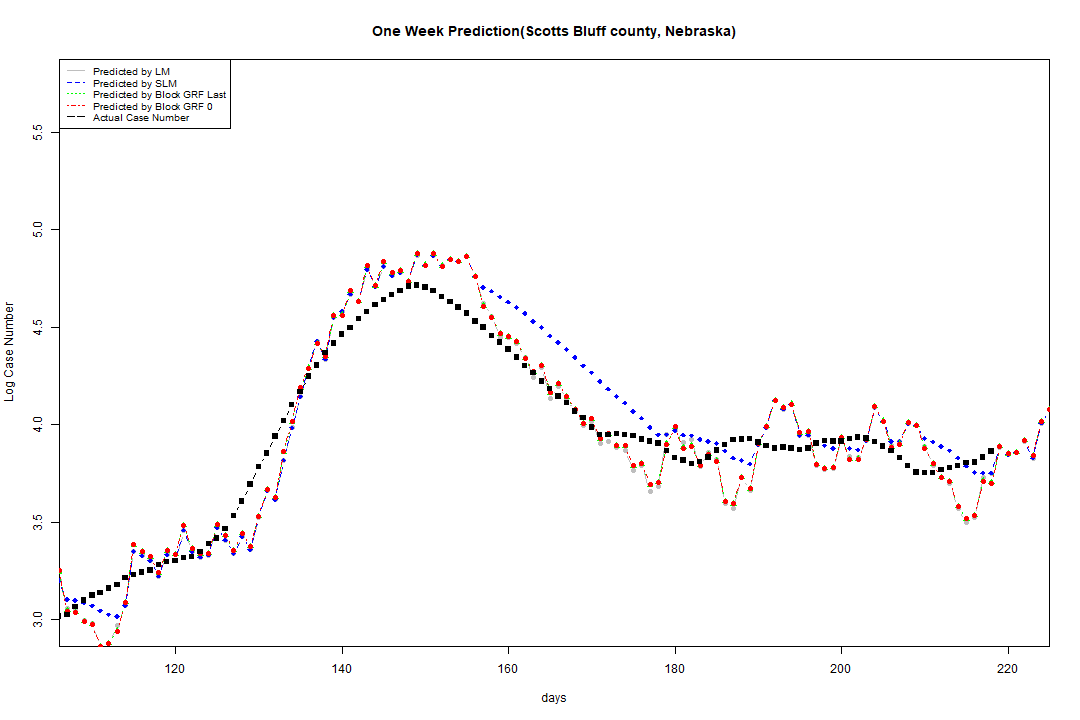 One Week Prediction(Scotts Bluff county, Nebraska)
Predicted by LM
Predicted by SLM
Predicted by Block GRF Last
Predicted by Block GRF 0
Actual Case Number
5.5
5.0
4.5
4.0
3.5
3.0
Log Case Number
120 140 160 180 200 220
days